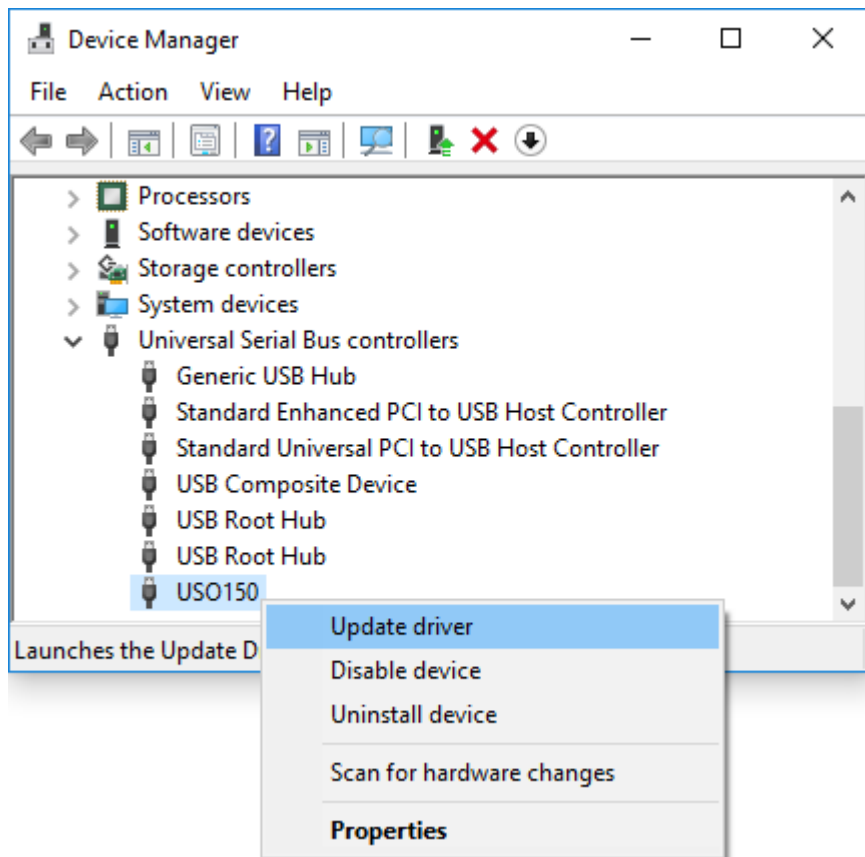 Device Manager
File Action View Help
Processors
Software devices
Storage controllers
System devices
Universal Serial Bus controllers
Generic USB Hub
Standard Enhanced PCI to USB Host Controller
Standard Universal PCI to USB Host Controller
USB Composite Device
USB Root Hub
USB Root Hub
USO150
Update driver
Launches the Update D
Disable device
Uninstall device
Scan for hardware changes
Properties